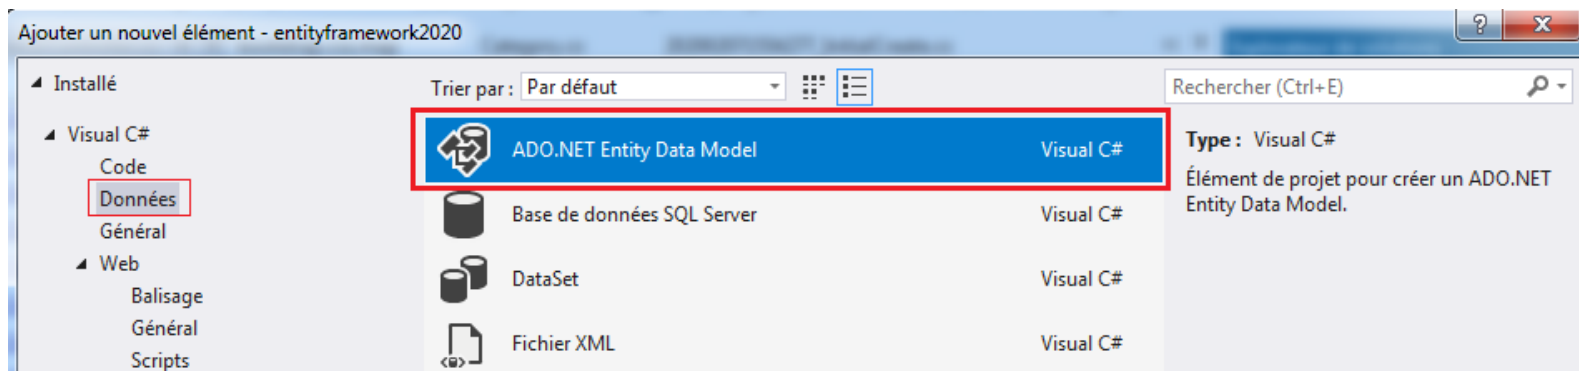 Ajouter un nouvel élément - entityframework2020
Installé
Visual C#
Code
Données
Général
Web
Balisage
Général
Scripts
Trier par : Par défaut
ADO.NET Entity Data Model Visual C#
Base de données SQL Server Visual C#
DataSet Visual C#
Fichier XML Visual C#
Rechercher (Ctrl+E)
Type : Visual C#
Élément de projet pour créer un ADO.NET
Entity Data Model.